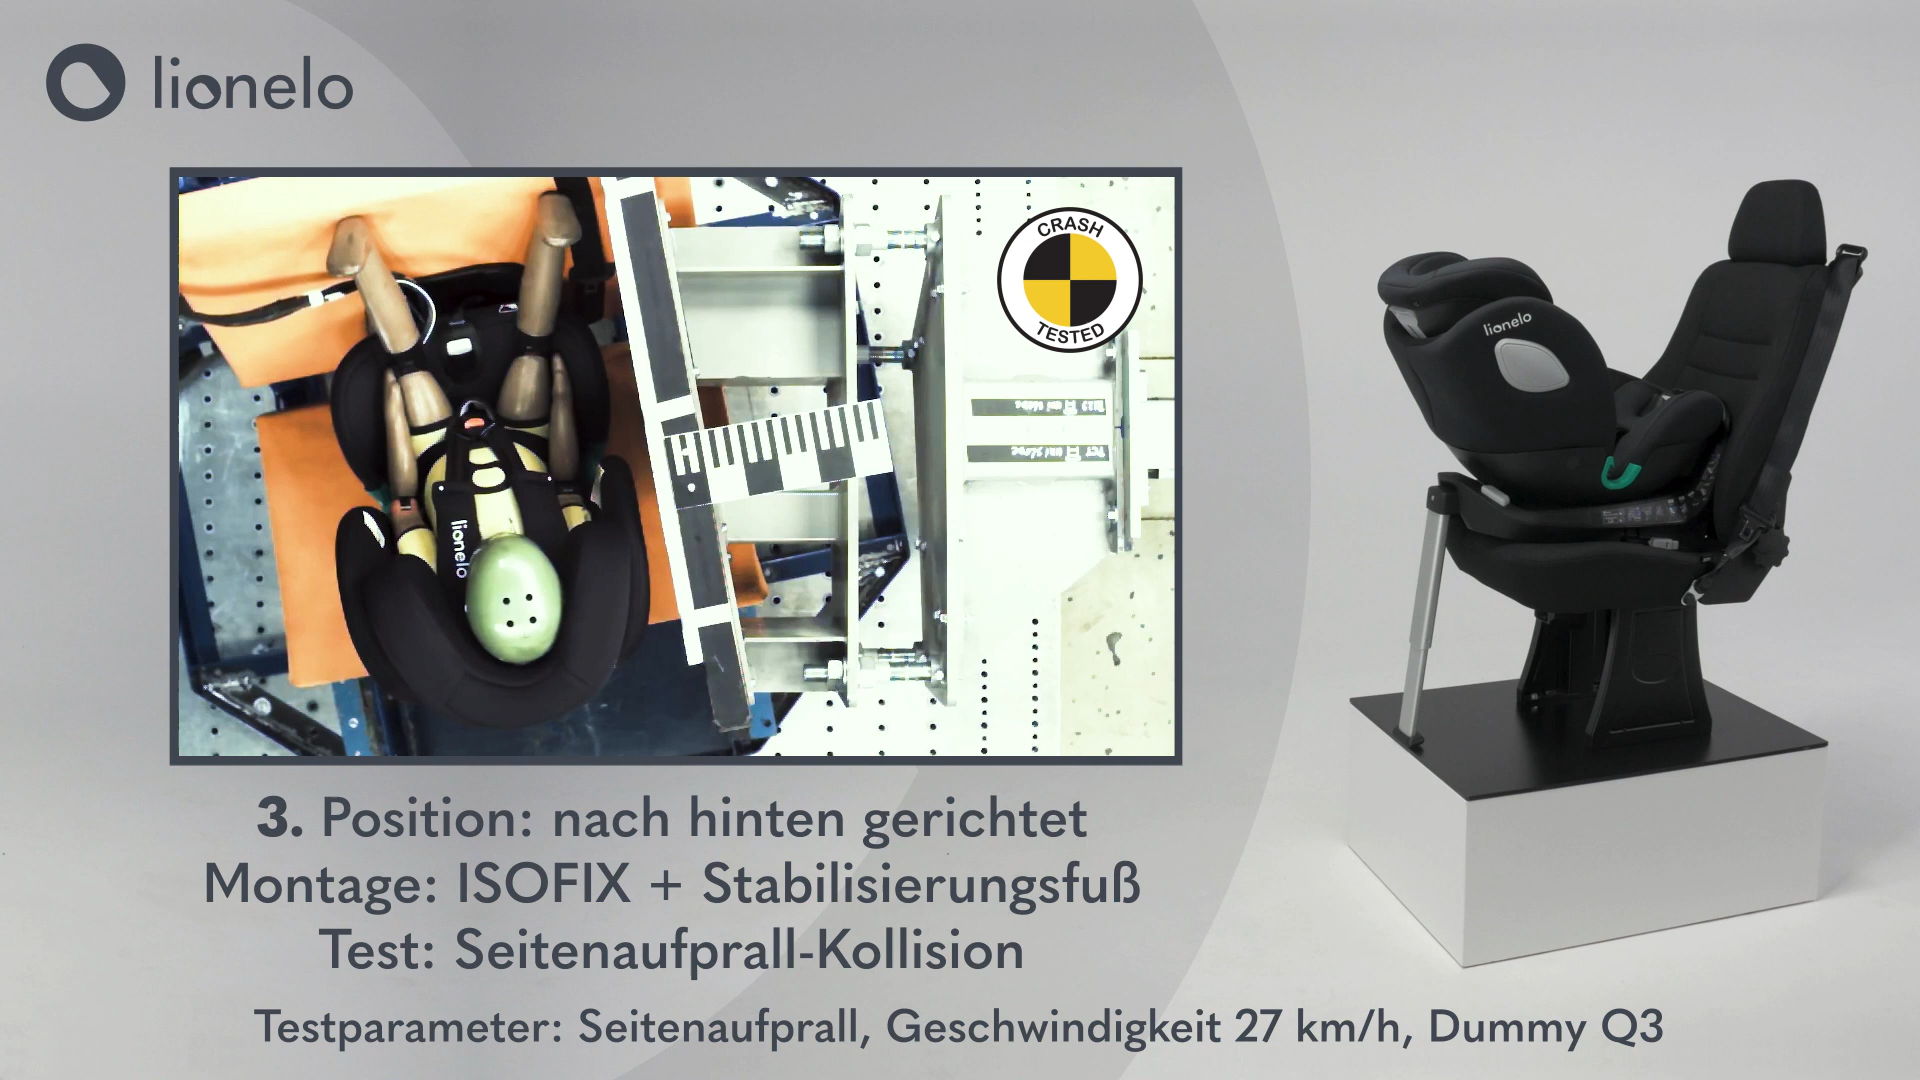 lionelo
CRASH
TESTED
lionelo
lionelo
3. Position: nach hinten gerichtet
Montage: ISOFIX + Stabilisierungsfuß
Test: Seitenaufprall-Kollision
Testparameter: Seitenaufprall, Geschwindigkeit 27 km/h, Dummy Q3